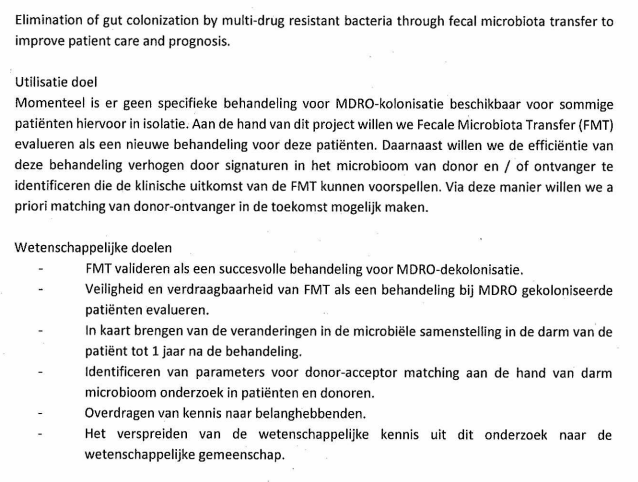 Elimination of gut colonization by multi-drug resistant bacteria through fecal microbiota transfer to
improve patient care and prognosis.
Utilisatie doel
Momenteel is er geen specifieke behandeling voor MDRO-kolonisatie beschikbaar voor sommige
patiënten hiervoor in isolatie. Aan de hand van dit project willen we Fecale Microbiota Transfer (FMT)
evalueren als een nieuwe behandeling voor deze patiënten. Daarnaast willen we de efficiëntie van
deze behandeling verhogen door signaturen in het microbioom van donor en / of ontvanger te
identificeren die de klinische uitkomst van de FMT kunnen voorspellen. Via deze manier willen we a
priori matching van donor-ontvanger in de toekomst mogelijk maken.
Wetenschappelijke doelen
- FMT valideren als een succesvolle behandeling voor MDRO-dekolonisatie.
- Veiligheid en verdraagbaarheid van FMT als een behandeling bij MDRO gekoloniseerde
patiënten evalueren.
- In kaart brengen van de veranderingen in de microbiële samenstelling in de darm van de
patiënt tot 1 jaar na de behandeling.
- Identificeren van parameters voor donor-acceptor matching aan de hand van darm
microbioom onderzoek in patiënten en donoren.
- Overdragen van kennis naar belanghebbenden.
- Het verspreiden van de wetenschappelijke kennis uit dit onderzoek naar de
wetenschappelijke gemeenschap.